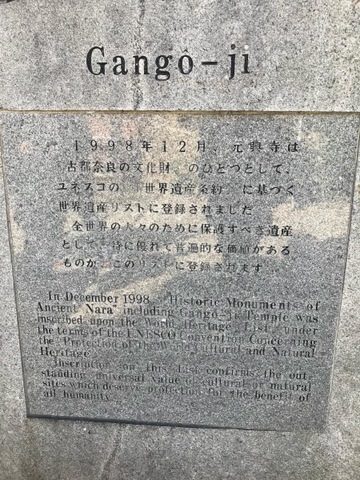 Gangô-ji
1998年12月、元興寺は
「古都奈良の文化財」のひとつとして、
ユネスコの「世界遺産条約」に基づく
世界遺産リストに登録されました。
全世界の人々のために保護すべき遺産
として、特に優れて普遍的な価値がある
ものが、このリストに登録されます。
In December 1998, "Historic Monuments of
Ancient Nara" including Gangô-ji Temple was
inscribed upon the World Heritage List under
the terms of the UNESCO Convention Concerning
the Protection of the World Cultural and Natural
Heritage.
Inscription on this List confirms the out-
standing universal value of cultural or natural
sites which deserve protection for the benefit of
all humanity.